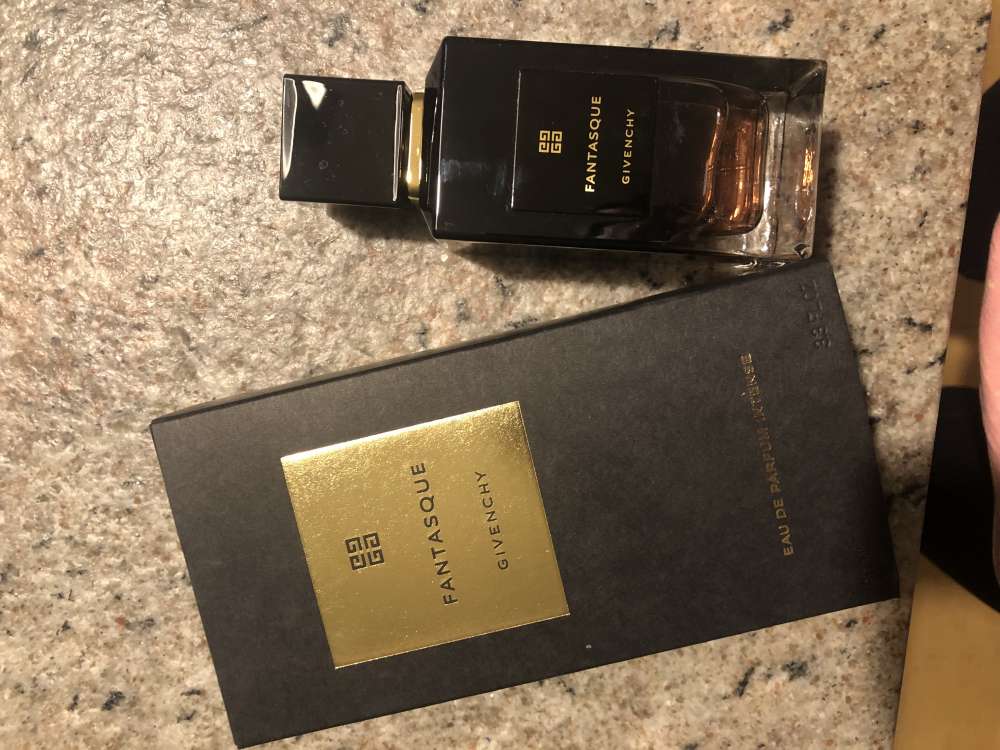 FANTASQUE
GIVENCHY
FANTASQUE
GIVENCHY
EAU DE PARFUM INTENSE